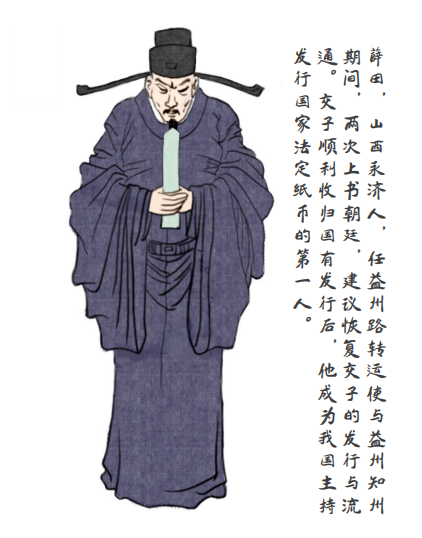 薛田，山西永济人，任益州路转运使与益州知州
期间，两次上书朝廷，建议恢复交子的发行与流
通。交子顺利收归国有发行后，他成为我国主持
发行国家法定纸币的第一人。